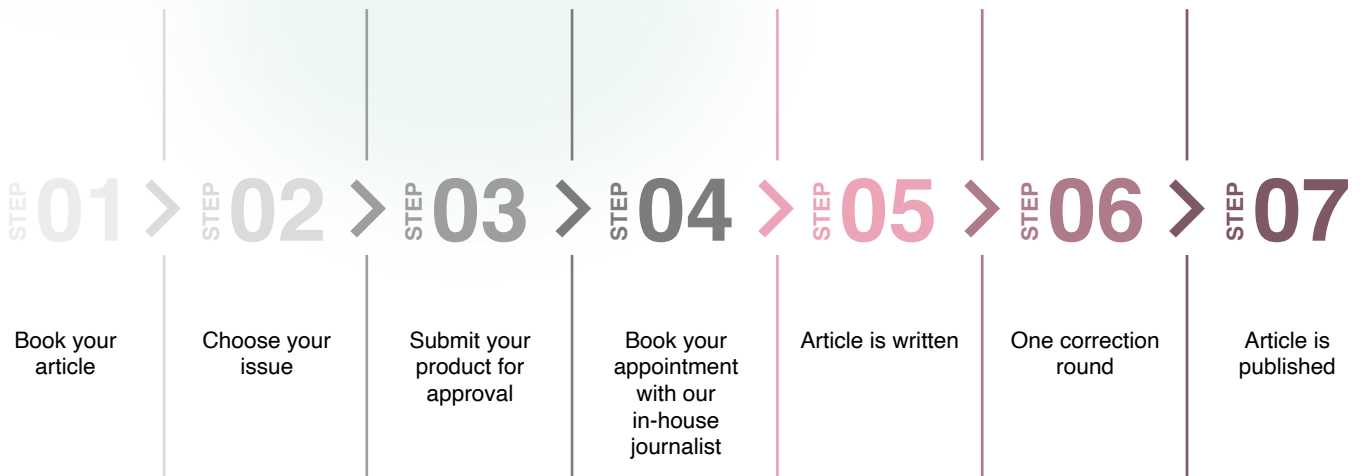 STEP 01
STEP 02
STEP 03
STEP 04
STEP 05
STEP 06
STEP 07
Book your
article
Choose your
issue
Submit your
product for
approval
Book your
appointment
with our
in-house
journalist
Article is written
One correction
round
Article is
published